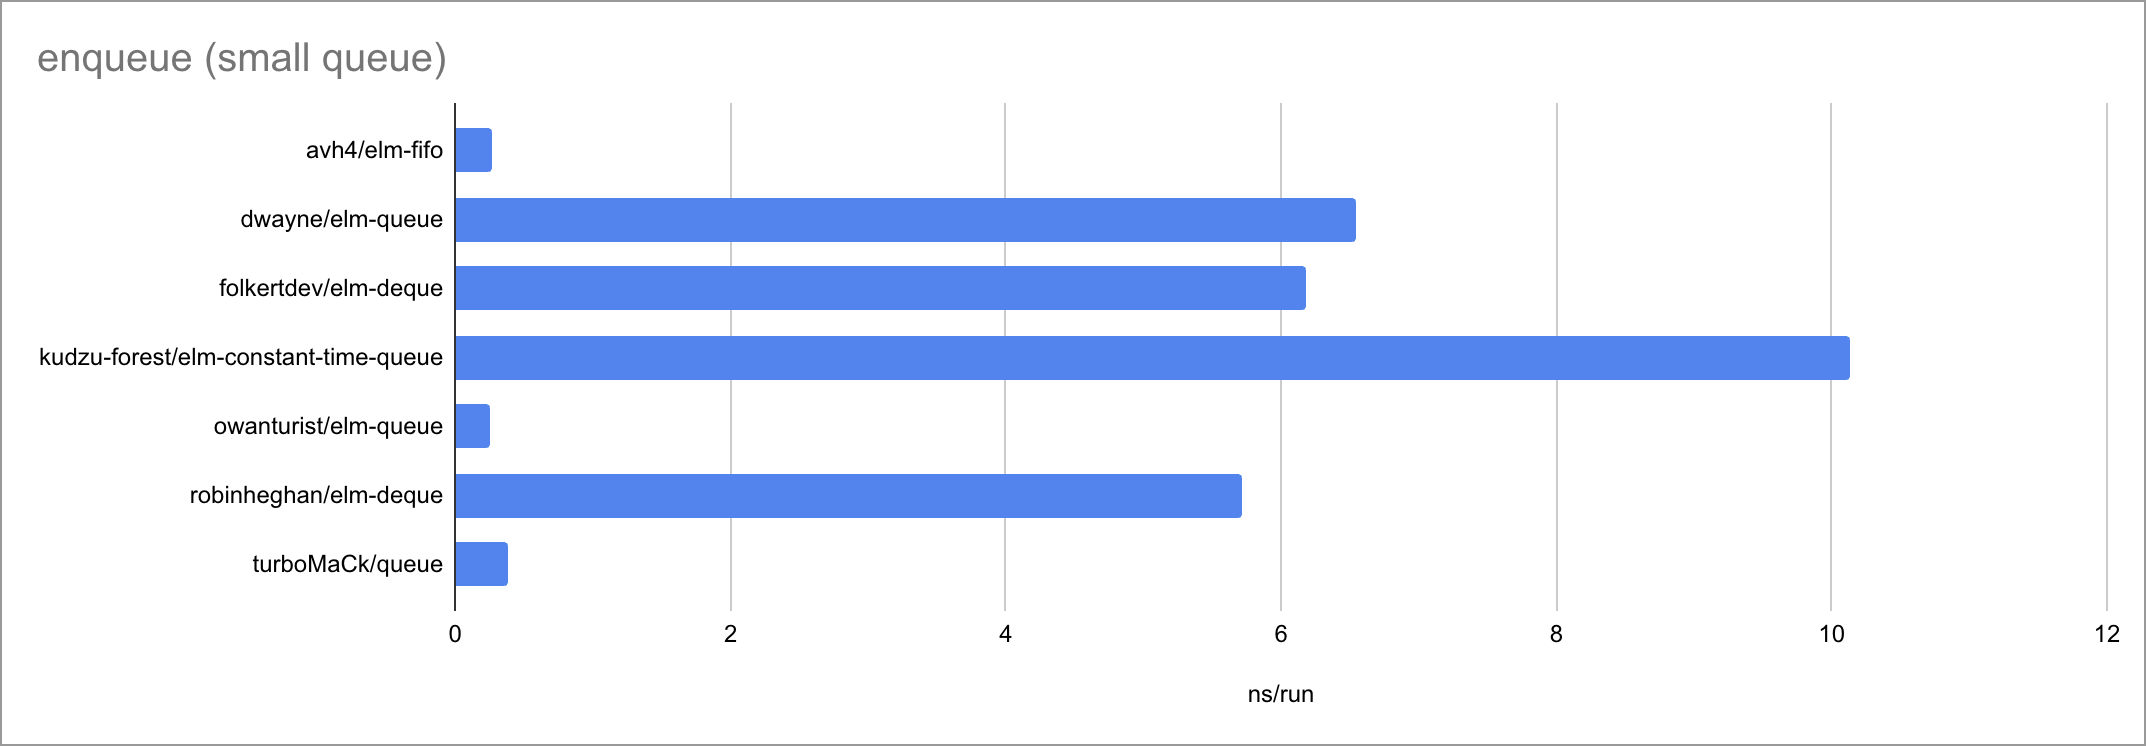 enqueue (small queue)
avh4/elm-fifo
dwayne/elm-queue
folkertdev/elm-deque
kudzu-forest/elm-constant-time-queue
owanturist/elm-queue
robinheghan/elm-deque
turboMaCk/queue
0 2 4 6 8 10 12
ns/run